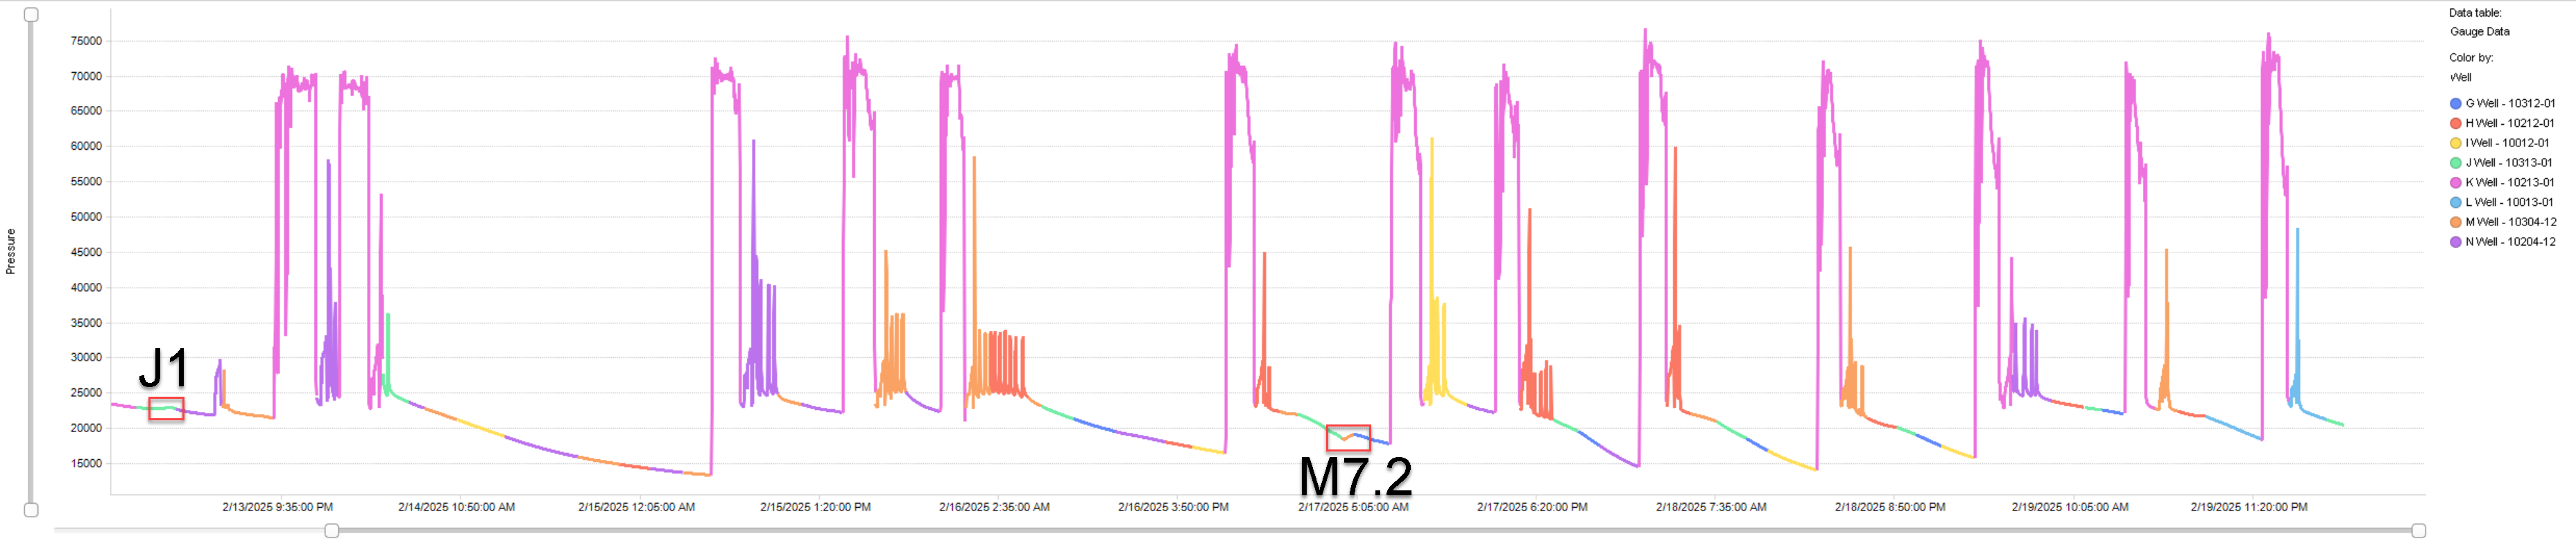 Data table:
Gauge Data
Color by:
Well
G Well - 10312-01
H Well - 10212-01
I Well - 10012-01
J Well - 10313-01
K Well - 10213-01
L Well - 10013-01
M Well - 10304-12
N Well - 10204-12
Pressure
75000
70000
65000
60000
55000
50000
45000
40000
35000
30000
25000
20000
15000
J1
M7.2
2/13/2025 9:35:00 PM
2/14/2025 10:50:00 AM
2/15/2025 12:05:00 AM
2/15/2025 1:20:00 PM
2/16/2025 2:35:00 AM
2/16/2025 3:50:00 PM
2/17/2025 5:05:00 AM
2/17/2025 6:20:00 PM
2/18/2025 7:35:00 AM
2/18/2025 8:50:00 PM
2/19/2025 10:05:00 AM
2/19/2025 11:20:00 PM